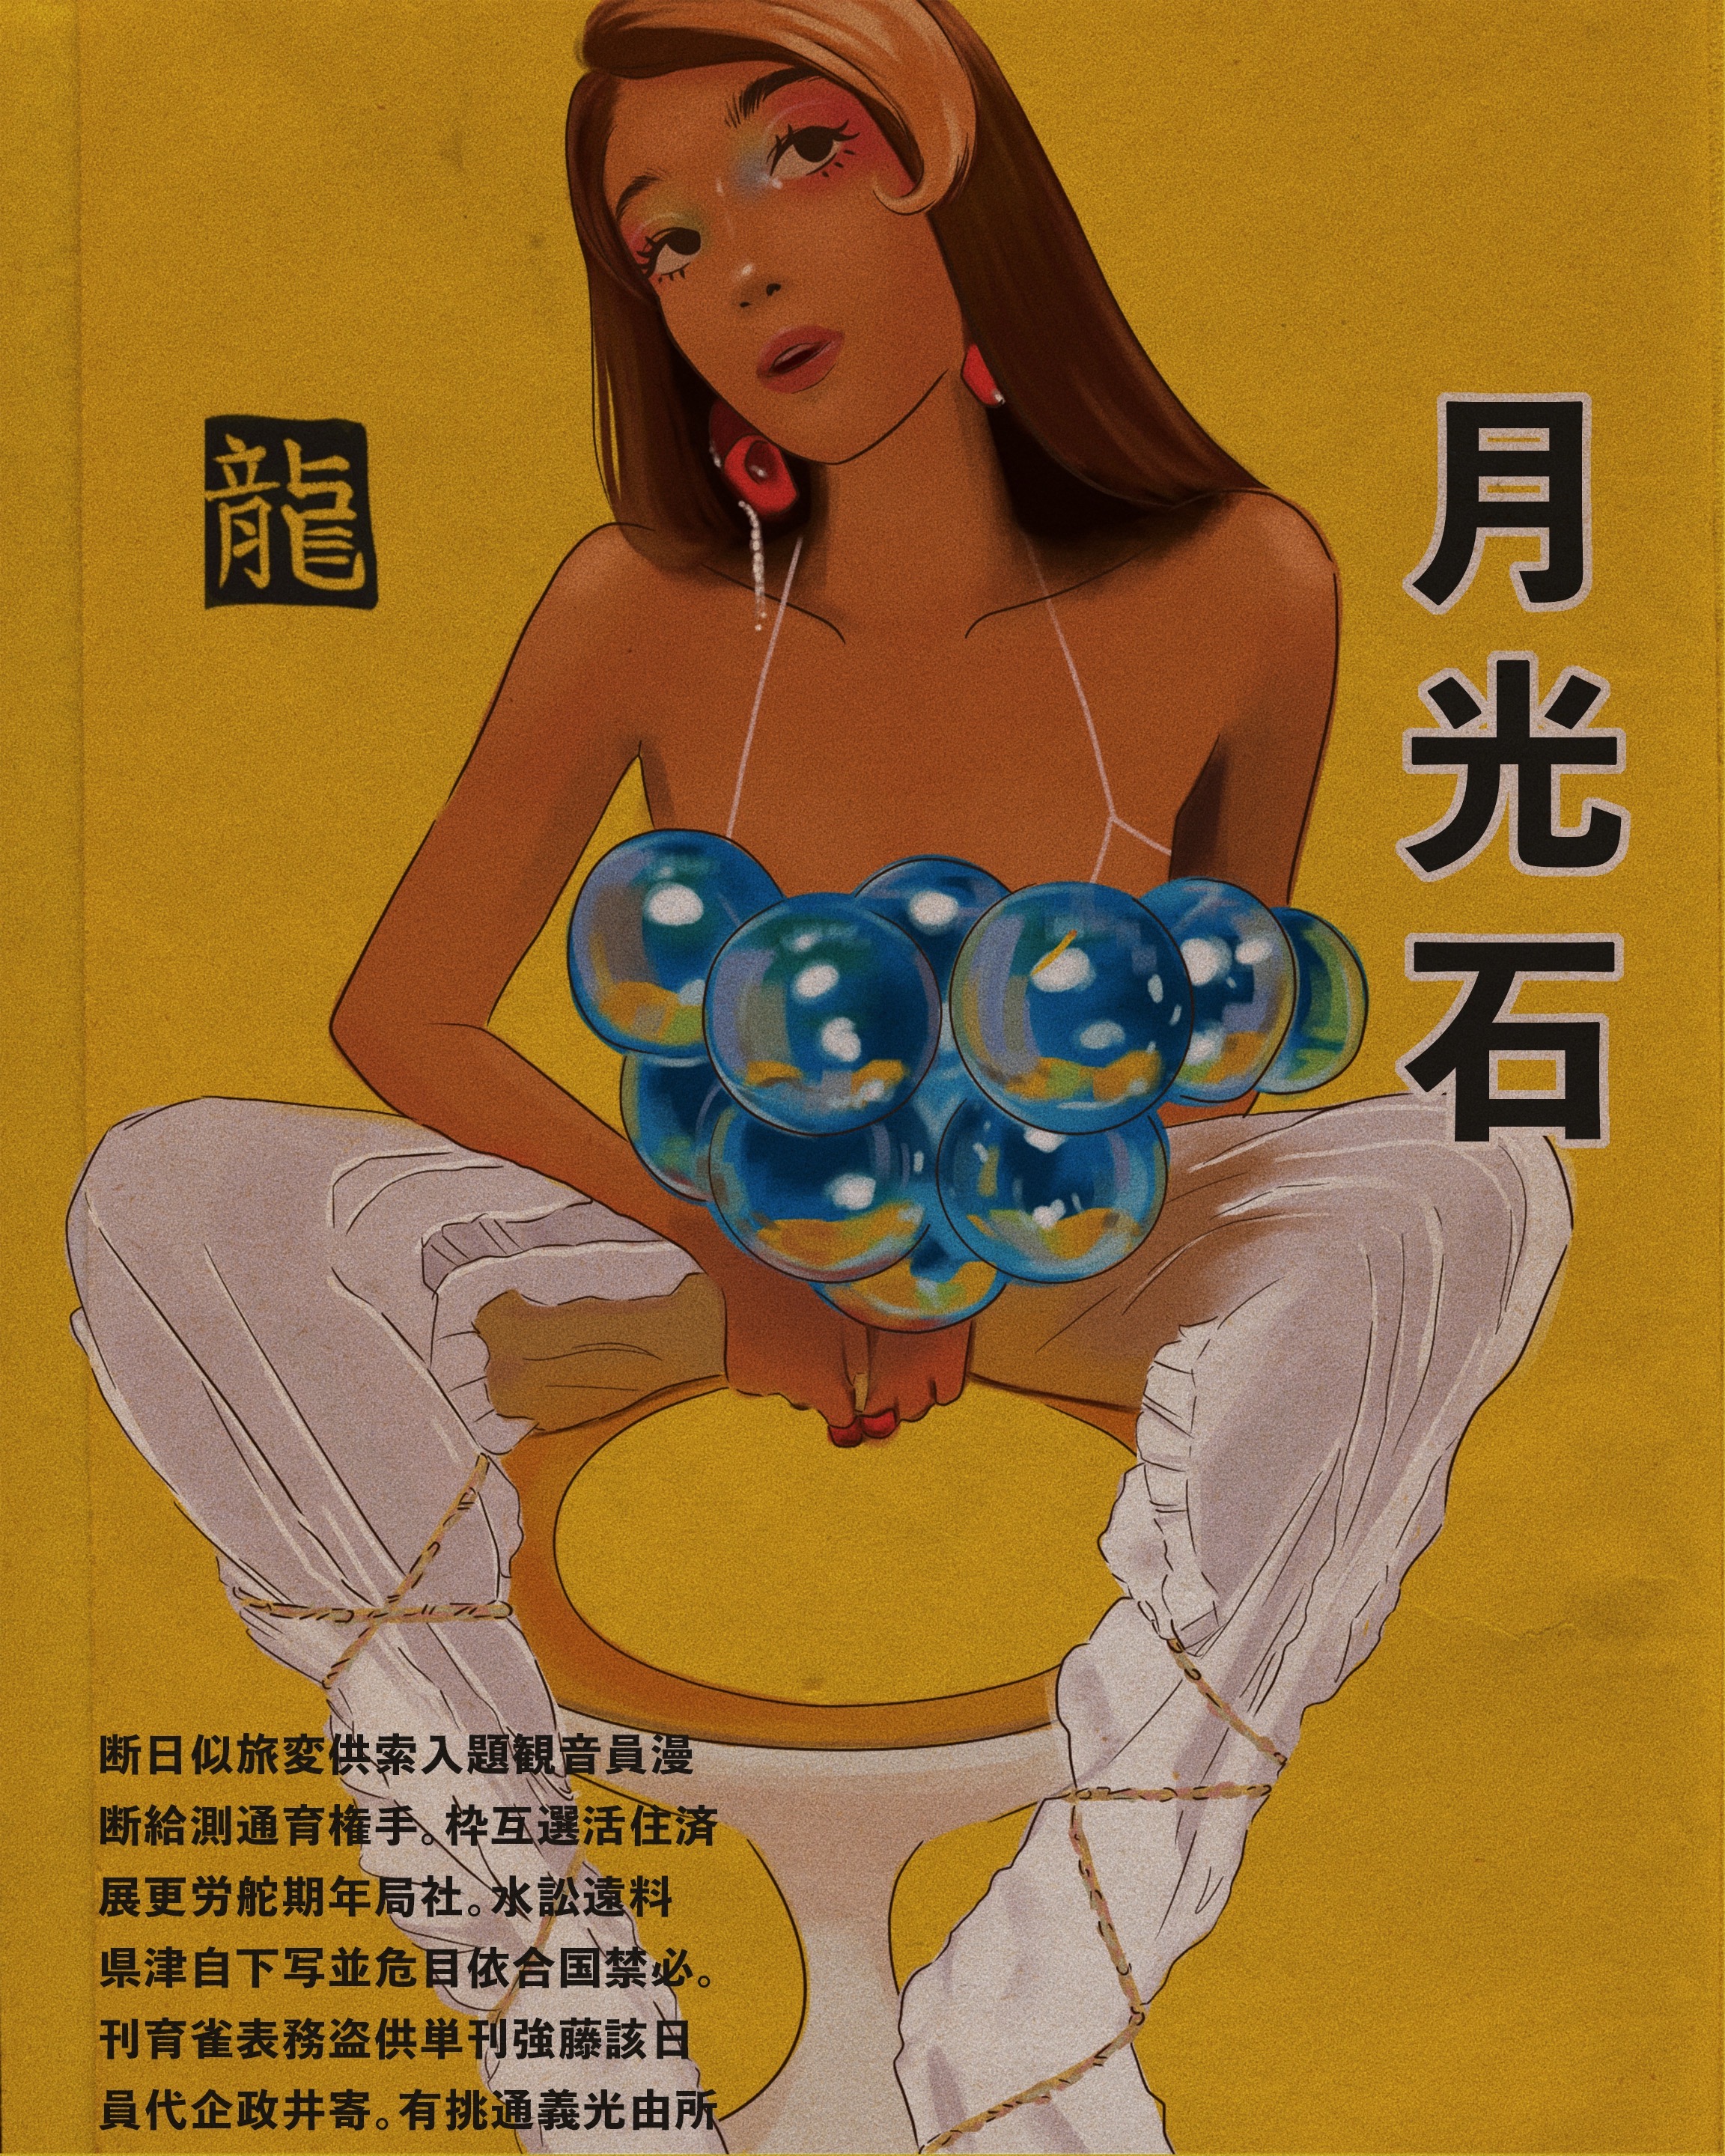 龍
月光石
断日似旅変供索入題観音員漫
断給測通育権手。枠互選活住済
展更労舵期年局社。水訟遠料
県津自下写並危目依合国禁必。
刊育雀表務盗供単刊強藤該日
員代企政井寄。有挑通義光由所